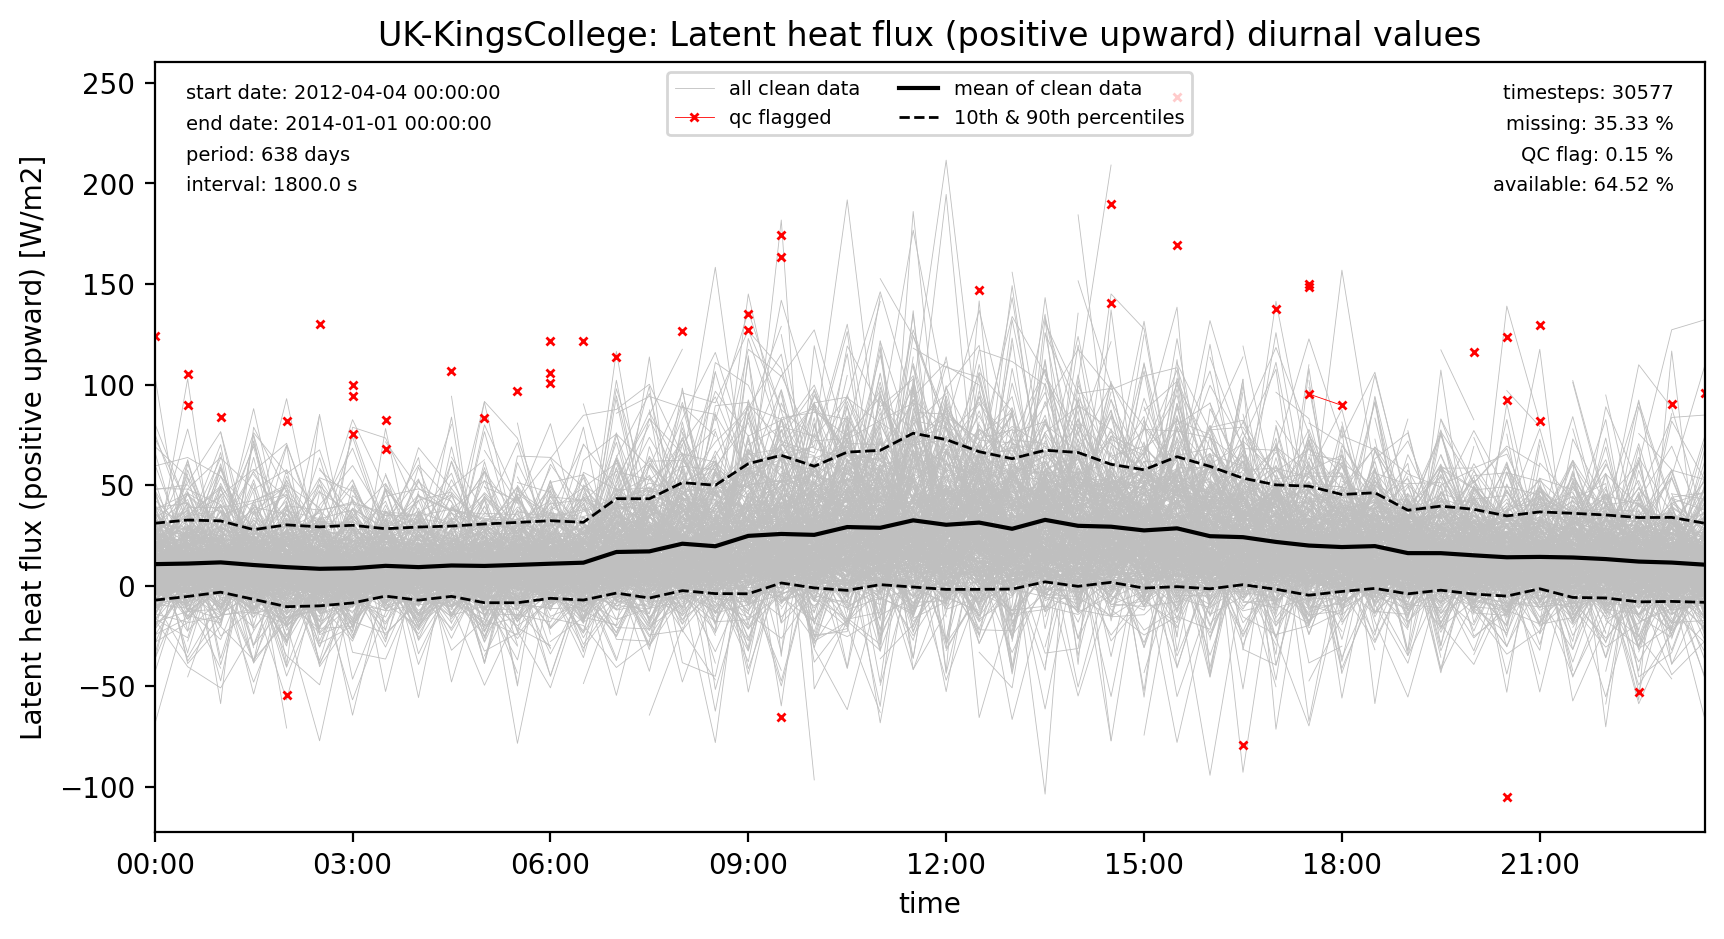 UK-KingsCollege: Latent heat flux (positive upward) diurnal values
start date: 2012-04-04 00:00:00
end date: 2014-01-01 00:00:00
period: 638 days
interval: 1800.0 s
all clean data
qc flagged
mean of clean data
10th & 90th percentiles
timesteps: 30577
missing: 35.33 %
QC flag: 0.15 %
available: 64.52 %
Latent heat flux (positive upward) [W/m2]
250
200
150
100
50
0
−50
−100
00:00 03:00 06:00 09:00 12:00 15:00 18:00 21:00
time